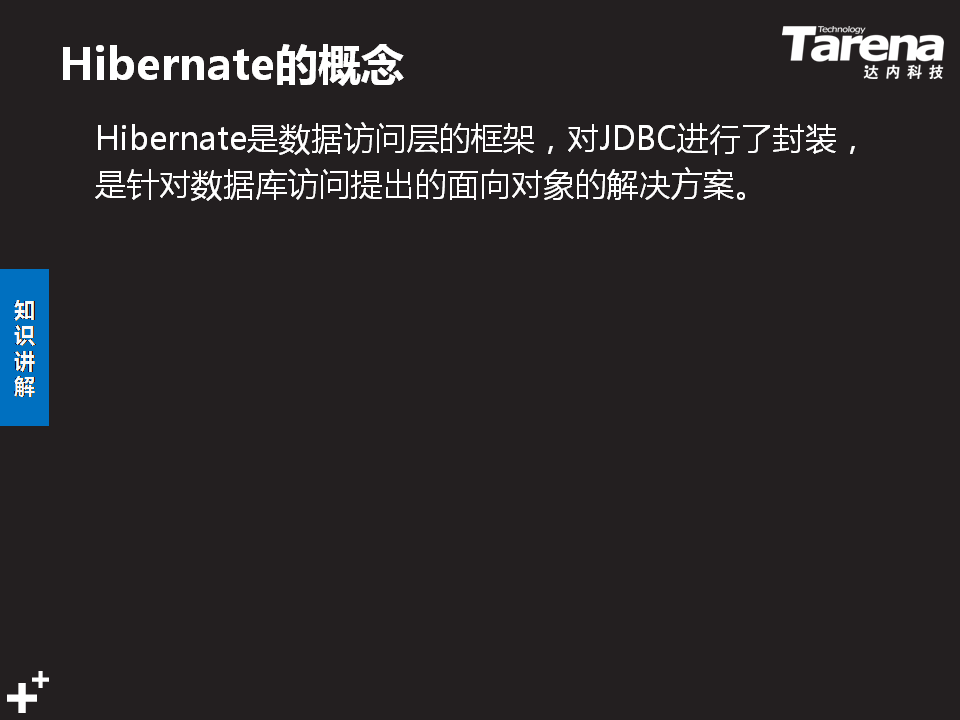 Hibernate的概念
Technology
Tarena
达内科技
Hibernate是数据访问层的框架，对JDBC进行了封装，
是针对数据库访问提出的面向对象的解决方案。
知
识
讲
解